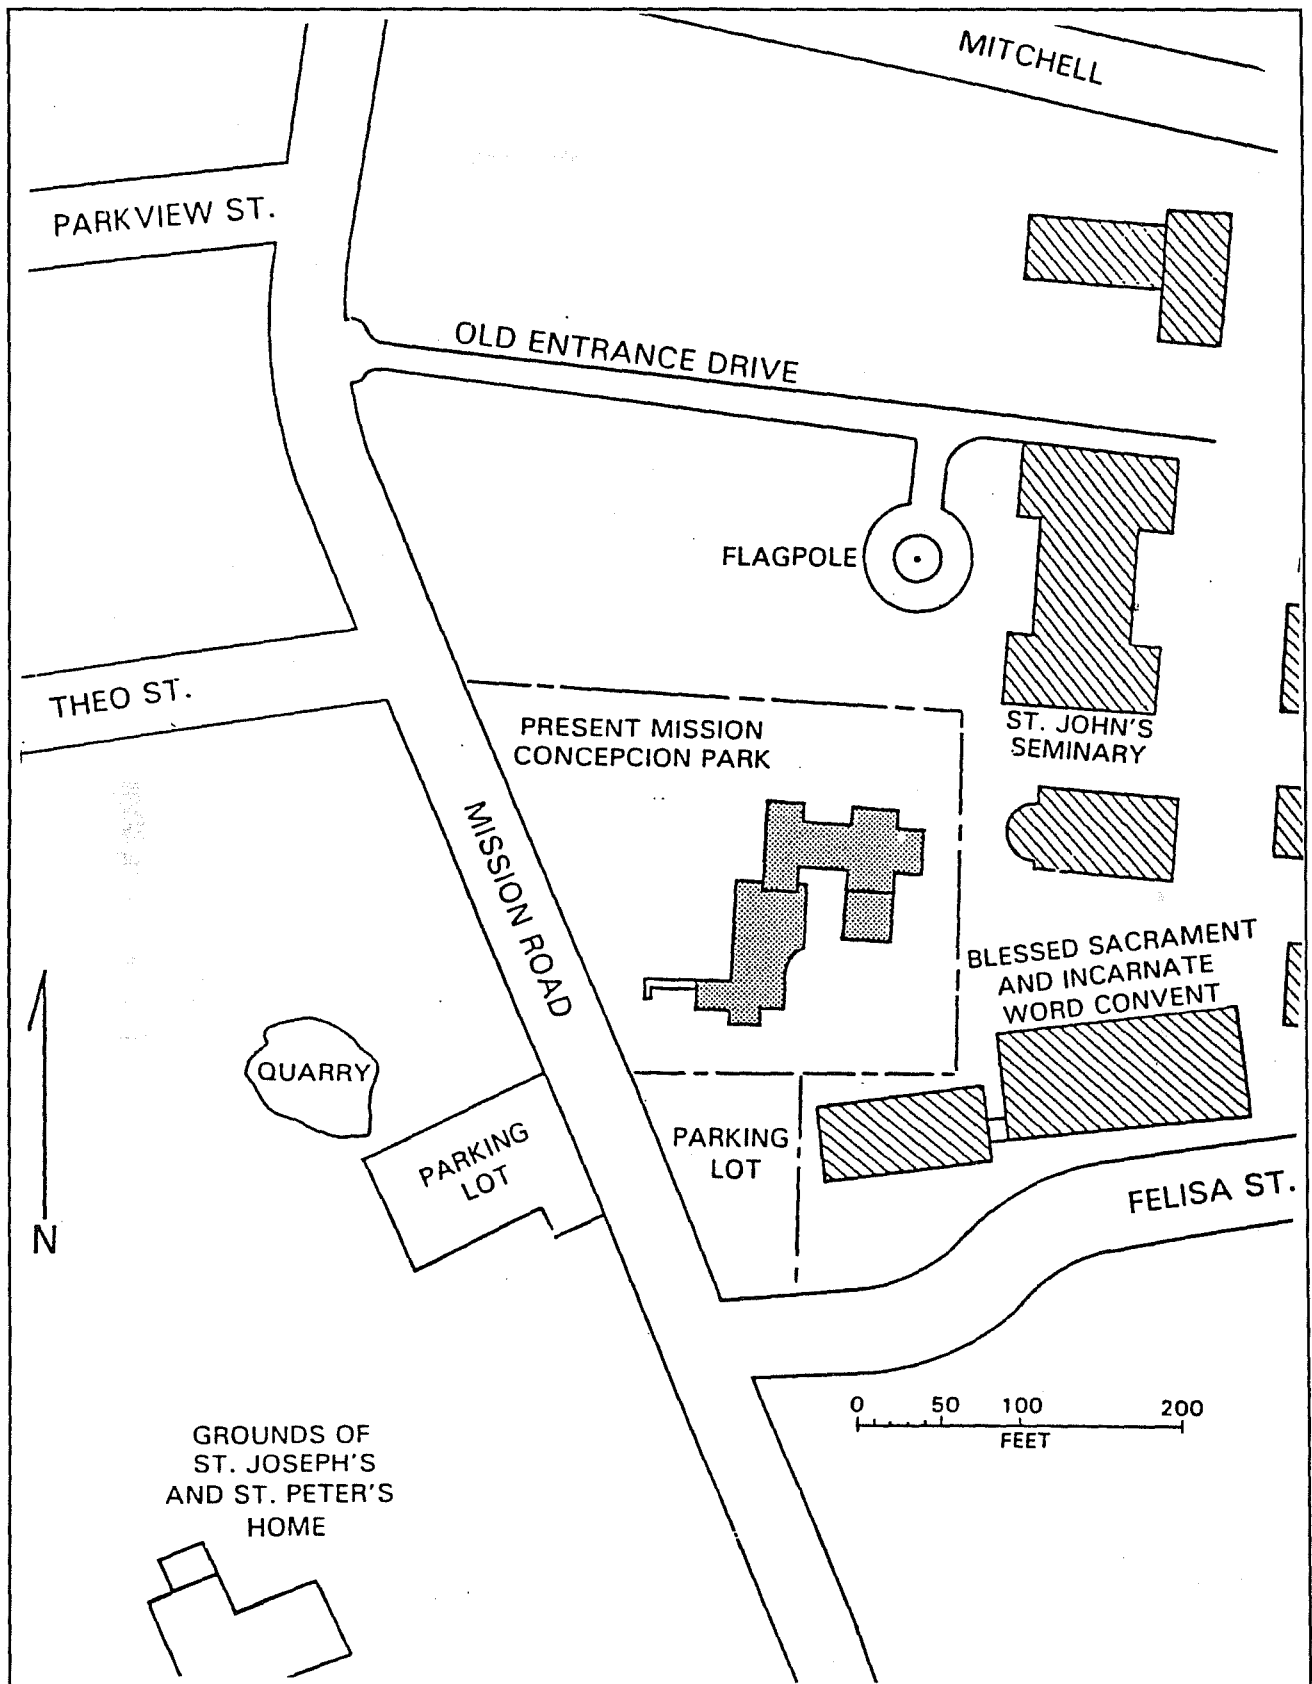 MITCHELL
PARKVIEW ST.
OLD ENTRANCE DRIVE
FLAGPOLE
THEO ST.
PRESENT MISSION
CONCEPCION PARK
ST. JOHN'S
SEMINARY
MISSION ROAD
BLESSED SACRAMENT
AND INCARNATE
WORD CONVENT
QUARRY
PARKING
LOT
PARKING
LOT
FELISA ST.
N
0 50 100 200
FEET
GROUNDS OF
ST. JOSEPH'S
AND ST. PETER'S
HOME